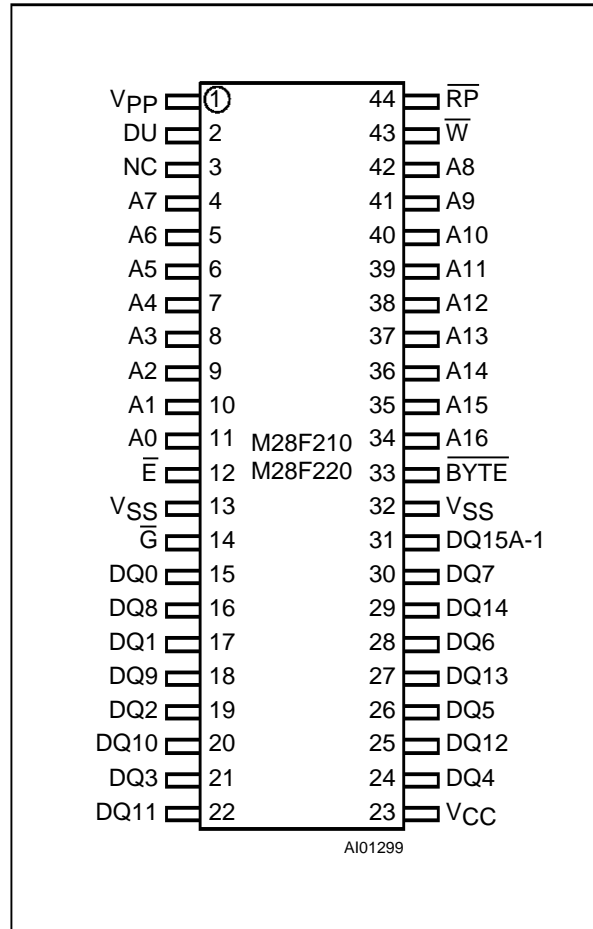 VPP 1 44 R̅P̅
DU 2 43 W̅
NC 3 42 A8
A7 4 41 A9
A6 5 40 A10
A5 6 39 A11
A4 7 38 A12
A3 8 37 A13
A2 9 36 A14
A1 10 35 A15
A0 11 M28F210 34 A16
E̅ 12 M28F220 33 B̅Y̅T̅E̅
VSS 13 32 VSS
G̅ 14 31 DQ15A-1
DQ0 15 30 DQ7
DQ8 16 29 DQ14
DQ1 17 28 DQ6
DQ9 18 27 DQ13
DQ2 19 26 DQ5
DQ10 20 25 DQ12
DQ3 21 24 DQ4
DQ11 22 23 VCC
AI01299